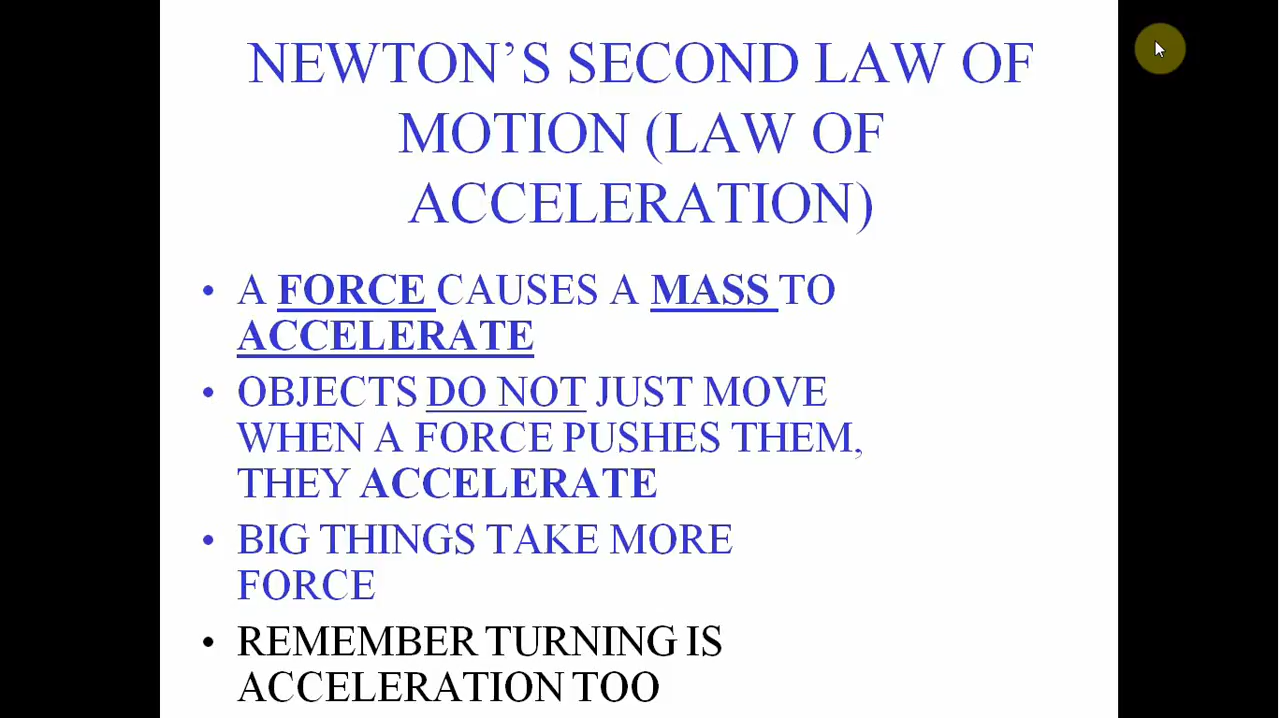 NEWTON’S SECOND LAW OF
MOTION (LAW OF
ACCELERATION)
• A FORCE CAUSES A MASS TO
ACCELERATE
• OBJECTS DO NOT JUST MOVE
WHEN A FORCE PUSHES THEM,
THEY ACCELERATE
• BIG THINGS TAKE MORE
FORCE
• REMEMBER TURNING IS
ACCELERATION TOO